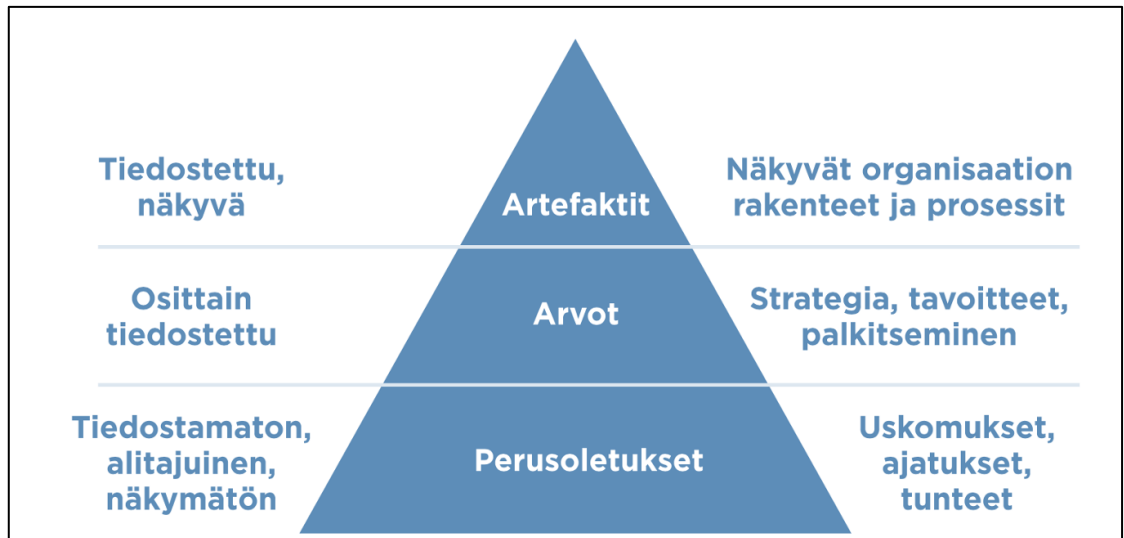 Tiedostettu,
näkyvä
Artefaktit
Näkyvät organisaation
rakenteet ja prosessit
Osittain
tiedostettu
Arvot
Strategia, tavoitteet,
palkitseminen
Tiedostamaton,
alitajuinen,
näkymätön
Perusoletukset
Uskomukset,
ajatukset,
tunteet